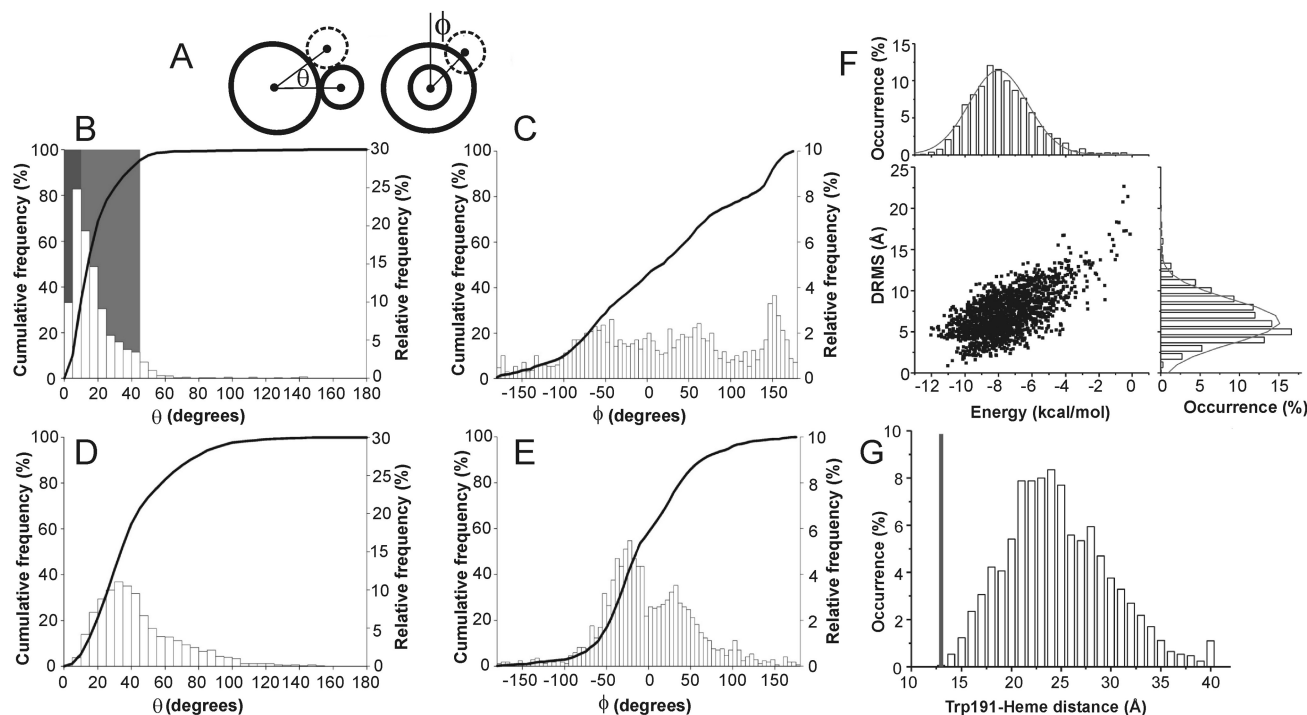 A
θ
ϕ
B
Cumulative frequency (%)
100
80
60
40
20
0
30
25
20
15
10
5
0
Relative frequency (%)
0 20 40 60 80 100 120 140 160 180
θ (degrees)
C
Cumulative frequency (%)
100
80
60
40
20
0
10
8
6
4
2
0
Relative frequency (%)
-150 -100 -50 0 50 100 150
ϕ (degrees)
D
Cumulative frequency (%)
100
80
60
40
20
0
30
25
20
15
10
5
0
Relative frequency (%)
0 20 40 60 80 100 120 140 160 180
θ (degrees)
E
Cumulative frequency (%)
100
80
60
40
20
0
10
8
6
4
2
0
Relative frequency (%)
-150 -100 -50 0 50 100 150
ϕ (degrees)
F
Occurrence (%)
15
10
5
0
DRMS (Å)
25
20
15
10
5
0
-12 -10 -8 -6 -4 -2 0
Energy (kcal/mol)
0 5 10 15
Occurrence (%)
G
Occurrence (%)
10
8
6
4
2
0
10 15 20 25 30 35 40
Trp191-Heme distance (Å)